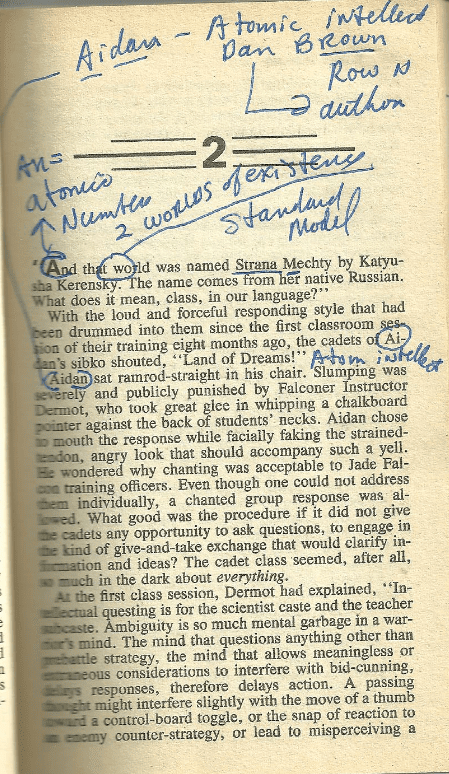 Aidan - Atomic intellect
Dan Brown
Row N
author
2
An =
atomic
Numbers
2 worlds of existence
Standard
Model
"And that world was named Strana Mechty by Katyu-
sha Kerensky. The name comes from her native Russian.
What does it mean, class, in our language?"
With the loud and forceful responding style that had
been drummed into them since the first classroom ses-
sion of their training eight months ago, the cadets of Ai-
dan's sibko shouted, "Land of Dreams!" Atom intellect
Aidan sat ramrod-straight in his chair. Slumping was
severely and publicly punished by Falconer Instructor
Dermot, who took great glee in whipping a chalkboard
pointer against the back of students' necks. Aidan chose
to mouth the response while facially faking the strained-
tendon, angry look that should accompany such a yell.
He wondered why chanting was acceptable to Jade Fal-
con training officers. Even though one could not address
them individually, a chanted group response was al-
lowed. What good was the procedure if it did not give
the cadets any opportunity to ask questions, to engage in
the kind of give-and-take exchange that would clarify in-
formation and ideas? The cadet class seemed, after all,
so much in the dark about everything.
At the first class session, Dermot had explained, "In-
tellectual questing is for the scientist caste and the teacher
subcaste. Ambiguity is so much mental garbage in a war-
rior's mind. The mind that questions anything other than
prebattle strategy, the mind that allows meaningless or
extraneous considerations to interfere with bid-cunning,
delays responses, therefore delays action. A passing
thought might interfere slightly with the move of a thumb
toward a control-board toggle, or the snap of reaction to
an enemy counter-strategy, or lead to misperceiving a